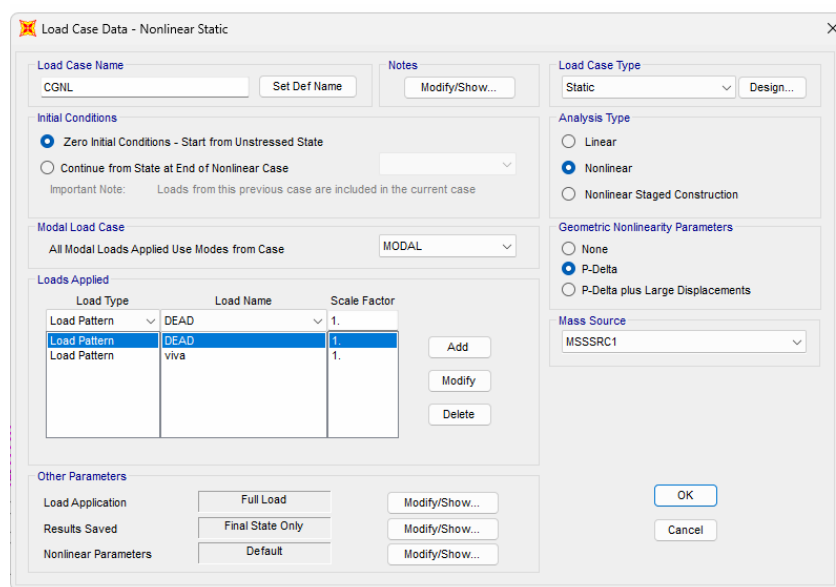 Load Case Data - Nonlinear Static
Load Case Name
CGNL
Set Def Name
Notes
Modify/Show...
Load Case Type
Static
Design...
Initial Conditions
Zero Initial Conditions - Start from Unstressed State
Continue from State at End of Nonlinear Case
Important Note: Loads from this previous case are included in the current case
Analysis Type
Linear
Nonlinear
Nonlinear Staged Construction
Modal Load Case
All Modal Loads Applied Use Modes from Case
MODAL
Geometric Nonlinearity Parameters
None
P-Delta
P-Delta plus Large Displacements
Loads Applied
Load Type Load Name Scale Factor
Load Pattern DEAD 1.
Load Pattern DEAD 1.
Load Pattern viva 1.
Add
Modify
Delete
Mass Source
MSSSRC1
Other Parameters
Load Application Full Load Modify/Show...
Results Saved Final State Only Modify/Show...
Nonlinear Parameters Default Modify/Show...
OK
Cancel